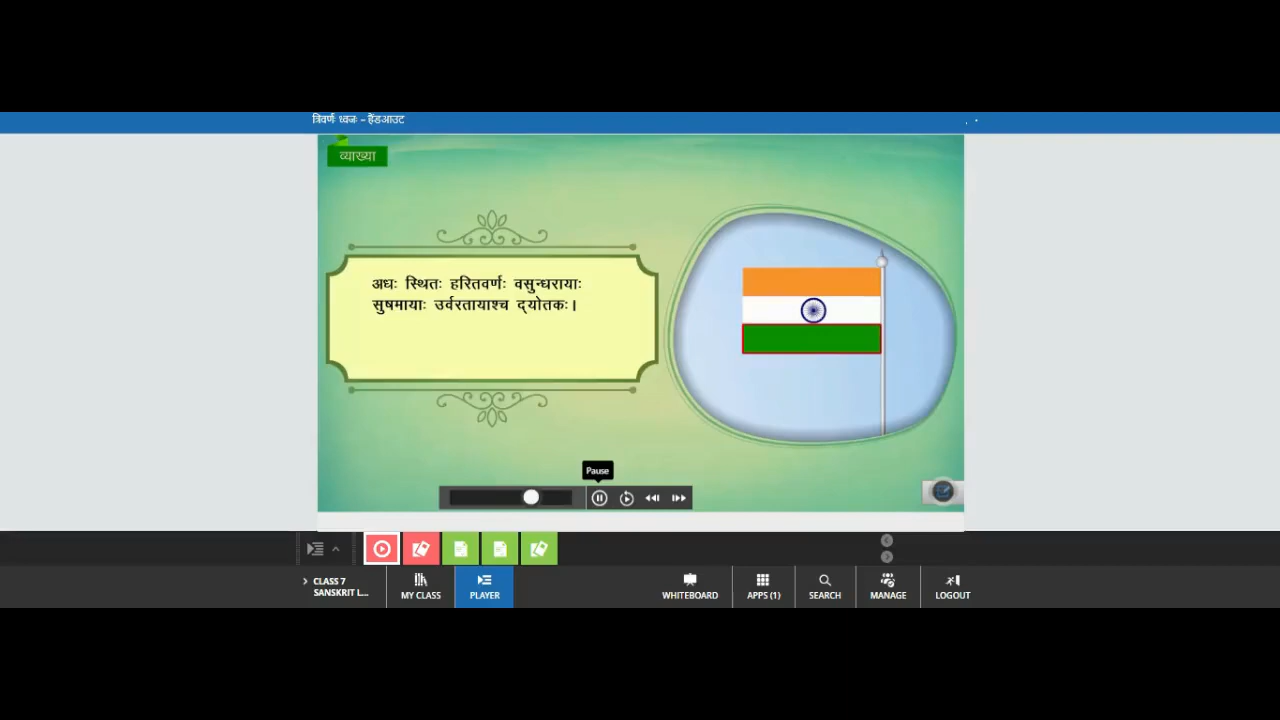 त्रिवर्णः ध्वजः – हैंडआउट
व्याख्या
अधः स्थितः हरितवर्णः वसुन्धरायाः
सुषमायाः उर्वरतायाश्च द्योतकः।
Pause
CLASS 7
SANSKRIT L...
MY CLASS
PLAYER
WHITEBOARD
APPS (1)
SEARCH
MANAGE
LOGOUT